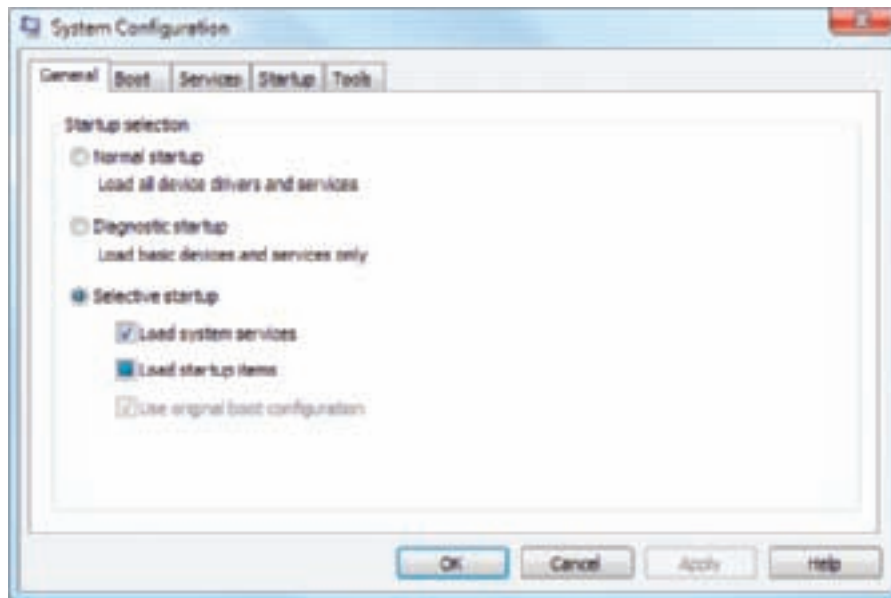 System Configuration
General Boot Services Startup Tools
Startup selection
Normal startup
Load all device drivers and services
Diagnostic startup
Load basic devices and services only
Selective startup
Load system services
Load startup items
Use original boot configuration
OK Cancel Apply Help